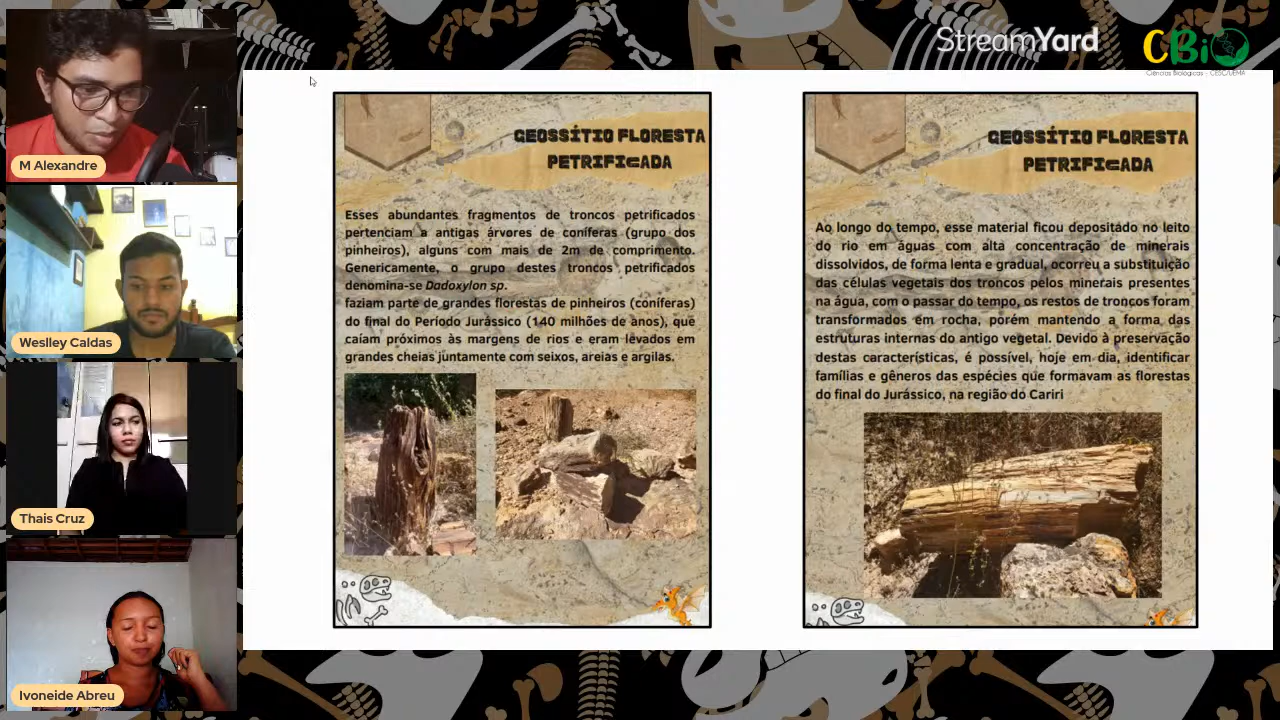 StreamYard
CBiO
Ciências Biológicas - CESC/UEMA
M Alexandre
Weslley Caldas
Thais Cruz
Ivoneide Abreu
GEOSSÍTIO FLORESTA
PETRIFICADA
Esses abundantes fragmentos de troncos petrificados
pertenciam a antigas árvores de coníferas (grupo dos
pinheiros), alguns com mais de 2m de comprimento.
Genericamente, o grupo destes troncos petrificados
denomina-se Dadoxylon sp.
faziam parte de grandes florestas de pinheiros (coníferas)
do final do Período Jurássico (140 milhões de anos), que
caíam próximos às margens de rios e eram levados em
grandes cheias juntamente com seixos, areias e argilas.
GEOSSÍTIO FLORESTA
PETRIFICADA
Ao longo do tempo, esse material ficou depositado no leito
do rio em águas com alta concentração de minerais
dissolvidos, de forma lenta e gradual, ocorreu a substituição
das células vegetais dos troncos pelos minerais presentes
na água, com o passar do tempo, os restos de troncos foram
transformados em rocha, porém mantendo a forma das
estruturas internas do antigo vegetal. Devido à preservação
destas características, é possível, hoje em dia, identificar
famílias e gêneros das espécies que formavam as florestas
do final do Jurássico, na região do Cariri